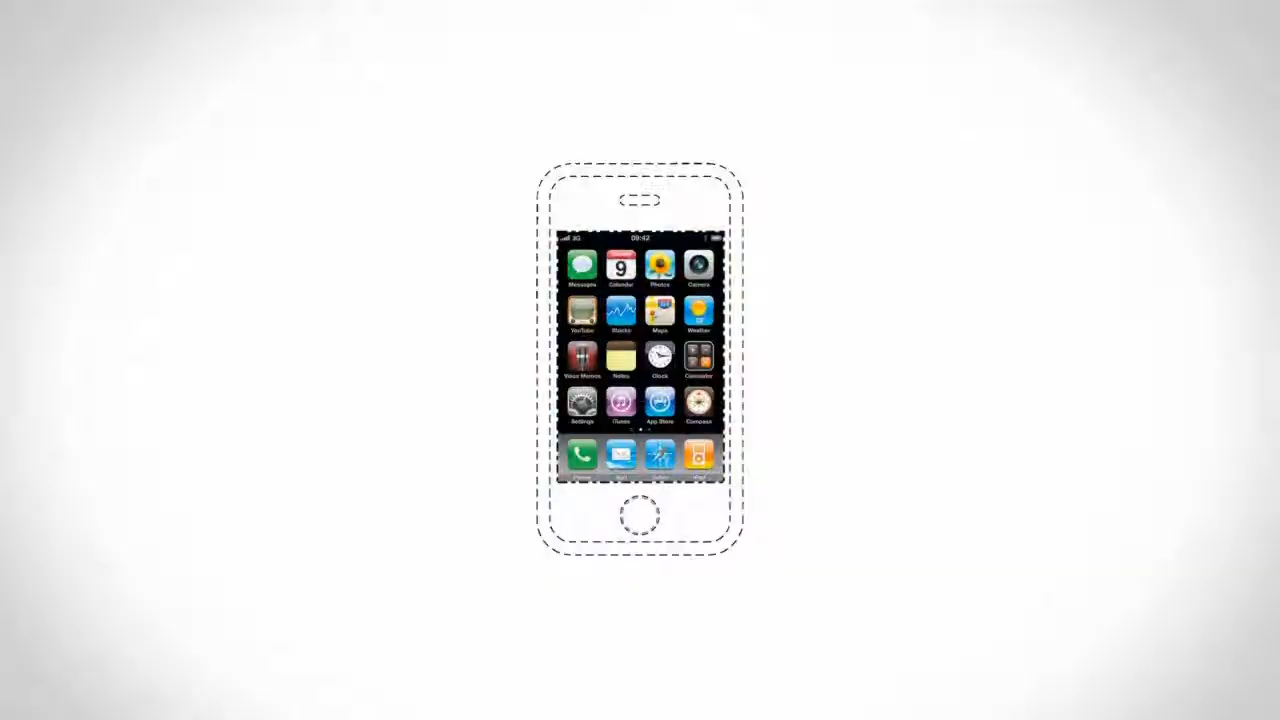 3G 09:42
9
Messages Calendar Photos Camera
YouTube Stocks Maps Weather
Voice Memos Notes Clock Calculator
Settings iTunes App Store Compass
iPod